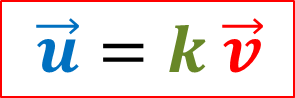 u⃗ = k v⃗